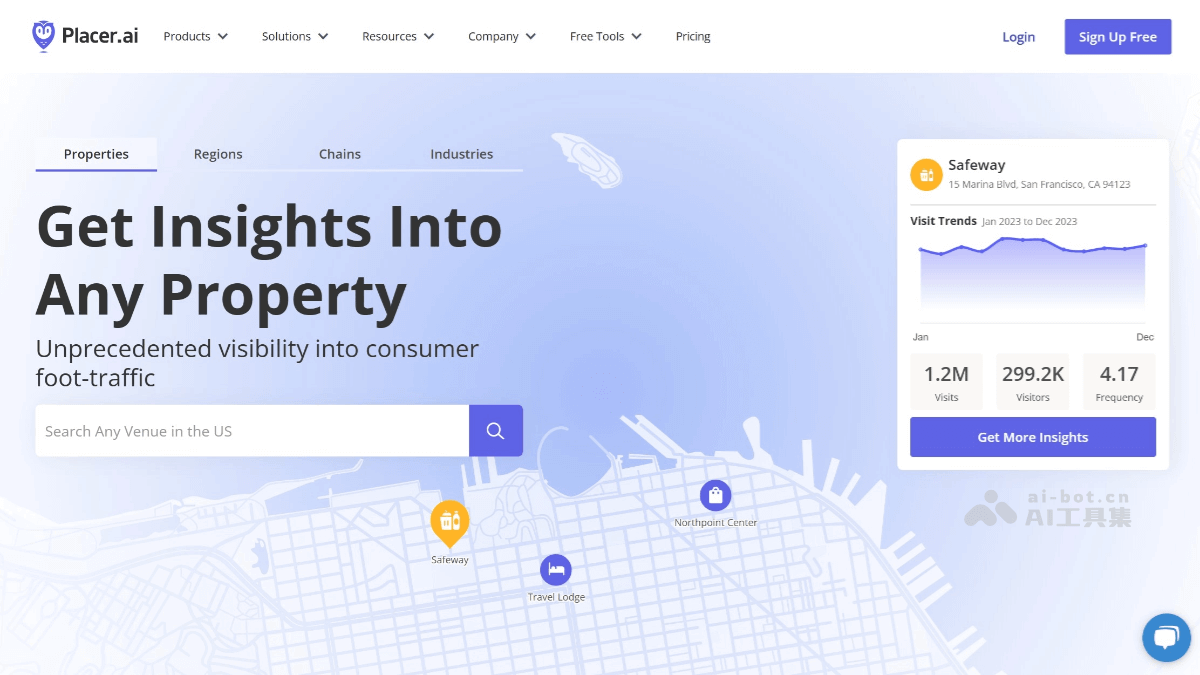 Placer.ai
Products
Solutions
Resources
Company
Free Tools
Pricing
Login
Sign Up Free
Properties
Regions
Chains
Industries
Get Insights Into
Any Property
Unprecedented visibility into consumer
foot-traffic
Search Any Venue in the US
Safeway
15 Marina Blvd, San Francisco, CA 94123
Visit Trends Jan 2023 to Dec 2023
Jan
Dec
1.2M
Visits
299.2K
Visitors
4.17
Frequency
Get More Insights
ai-bot.cn
AI工具集
Northpoint Center
Safeway
Travel Lodge